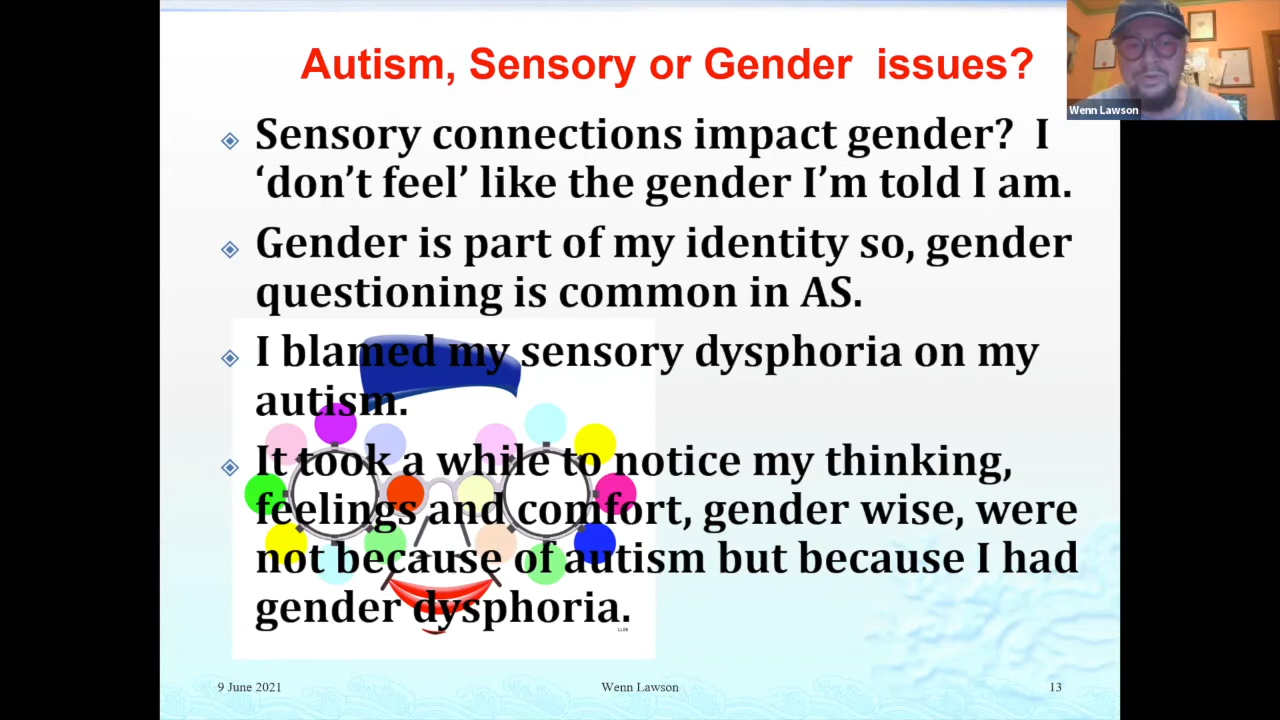 Autism, Sensory or Gender issues?
Wenn Lawson
Sensory connections impact gender? I
‘don’t feel’ like the gender I’m told I am.
Gender is part of my identity so, gender
questioning is common in AS.
I blamed my sensory dysphoria on my
autism.
It took a while to notice my thinking,
feelings and comfort, gender wise, were
not because of autism but because I had
gender dysphoria.
9 June 2021
Wenn Lawson
13